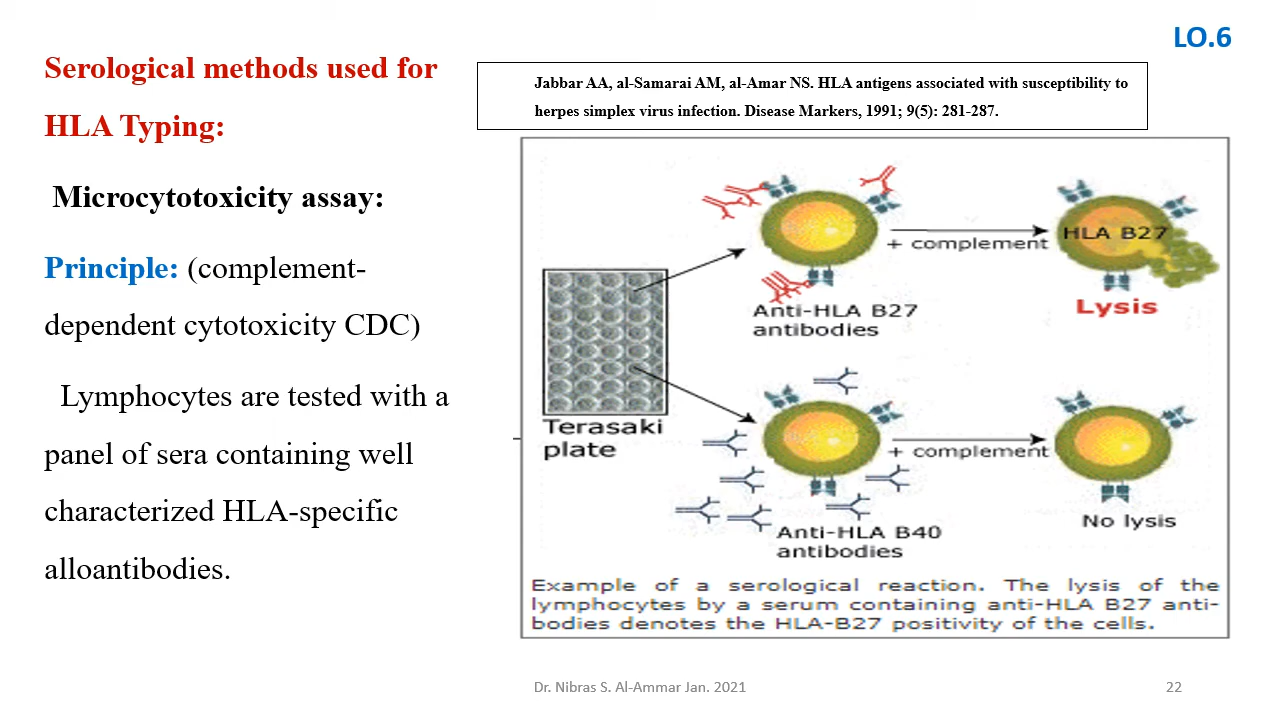 LO.6
Serological methods used for
HLA Typing:
Microcytotoxicity assay:
Principle: (complement-
dependent cytotoxicity CDC)
Lymphocytes are tested with a
panel of sera containing well
characterized HLA-specific
alloantibodies.
Jabbar AA, al-Samarai AM, al-Amar NS. HLA antigens associated with susceptibility to
herpes simplex virus infection. Disease Markers, 1991; 9(5): 281-287.
+ complement
HLA B27
Lysis
Anti-HLA B27
antibodies
Terasaki
plate
+ complement
No lysis
Anti-HLA B40
antibodies
Example of a serological reaction. The lysis of the
lymphocytes by a serum containing anti-HLA B27 anti-
bodies denotes the HLA-B27 positivity of the cells.
Dr. Nibras S. Al-Ammar Jan. 2021
22